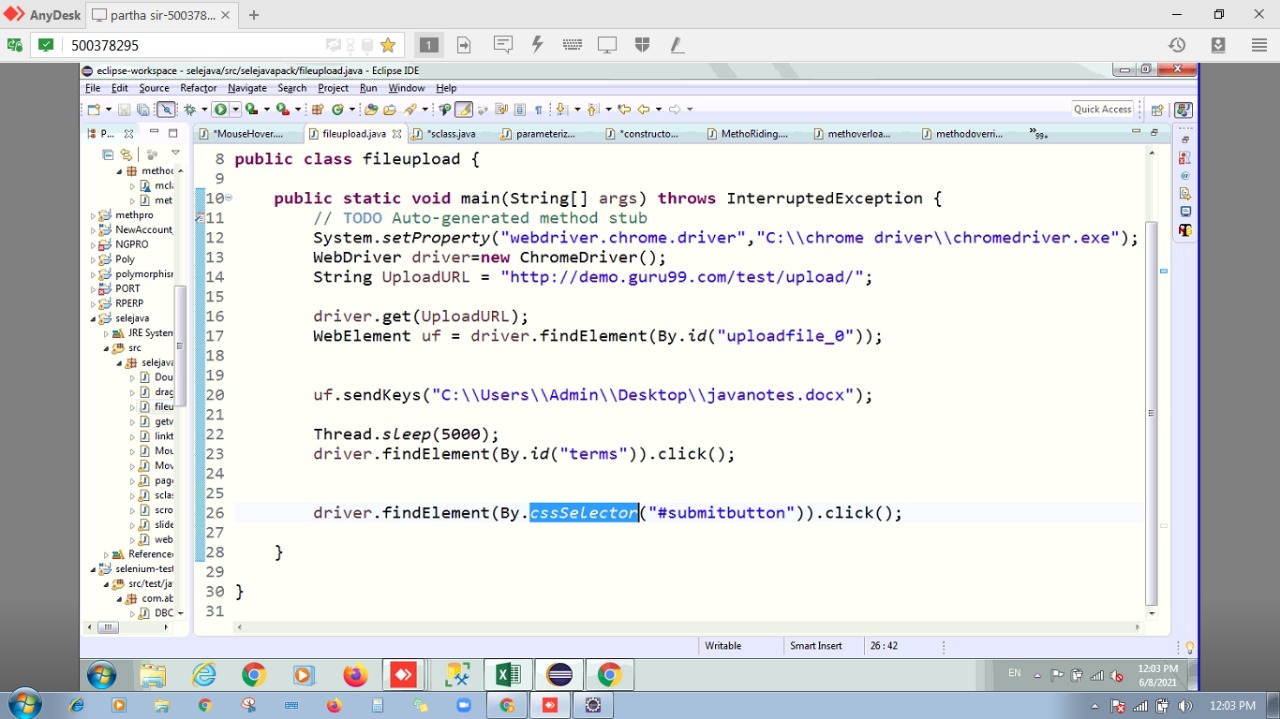 AnyDesk
partha sir-500378...
500378295
1
eclipse-workspace - selejava/src/selejavapack/fileupload.java - Eclipse IDE
File Edit Source Refactor Navigate Search Project Run Window Help
Quick Access
P...
*MouseHover....
fileupload.java
*sclass.java
parameteriz...
*constructo...
MethoRiding....
methoverloa...
methodoverri...
»99+
metho
mcl
met
methpro
NewAccount_
NGPRO
Poly
polymorphisn
PORT
RPERP
selejava
JRE System
src
selejava
Dou
drag
fileu
getv
linkt
Mou
Mov
page
sclas
scro
slide
web
Reference
selenium-test
src/test/ja
com.ab
DBC
8 public class fileupload {
9
10 public static void main(String[] args) throws InterruptedException {
11 // TODO Auto-generated method stub
12 System.setProperty("webdriver.chrome.driver","C:\\chrome driver\\chromedriver.exe");
13 WebDriver driver=new ChromeDriver();
14 String UploadURL = "http://demo.guru99.com/test/upload/";
15
16 driver.get(UploadURL);
17 WebElement uf = driver.findElement(By.id("uploadfile_0"));
18
19
20 uf.sendKeys("C:\\Users\\Admin\\Desktop\\javanotes.docx");
21
22 Thread.sleep(5000);
23 driver.findElement(By.id("terms")).click();
24
25
26 driver.findElement(By.cssSelector("#submitbutton")).click();
27
28 }
29
30 }
31
Writable
Smart Insert
26 : 42
EN
12:03 PM
6/8/2021
12:03 PM